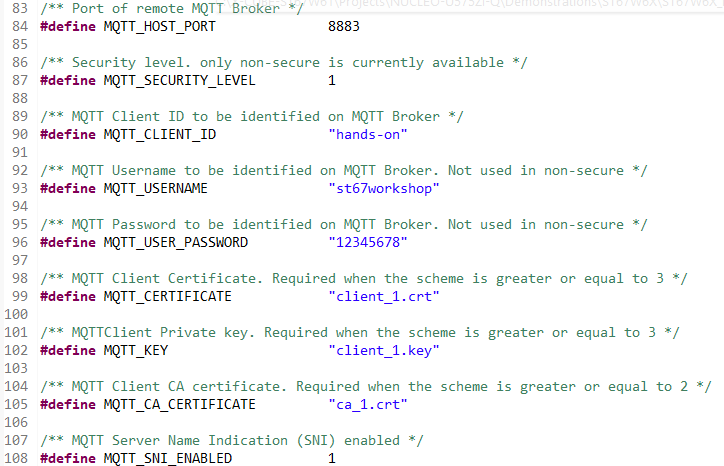 83 /** Port of remote MQTT Broker */
84 #define MQTT_HOST_PORT 8883
85
86 /** Security level. only non-secure is currently available */
87 #define MQTT_SECURITY_LEVEL 1
88
89 /** MQTT Client ID to be identified on MQTT Broker */
90 #define MQTT_CLIENT_ID "hands-on"
91
92 /** MQTT Username to be identified on MQTT Broker. Not used in non-secure */
93 #define MQTT_USERNAME "st67workshop"
94
95 /** MQTT Password to be identified on MQTT Broker. Not used in non-secure */
96 #define MQTT_USER_PASSWORD "12345678"
97
98 /** MQTT Client Certificate. Required when the scheme is greater or equal to 3 */
99 #define MQTT_CERTIFICATE "client_1.crt"
100
101 /** MQTTClient Private key. Required when the scheme is greater or equal to 3 */
102 #define MQTT_KEY "client_1.key"
103
104 /** MQTT Client CA certificate. Required when the scheme is greater or equal to 2 */
105 #define MQTT_CA_CERTIFICATE "ca_1.crt"
106
107 /** MQTT Server Name Indication (SNI) enabled */
108 #define MQTT_SNI_ENABLED 1